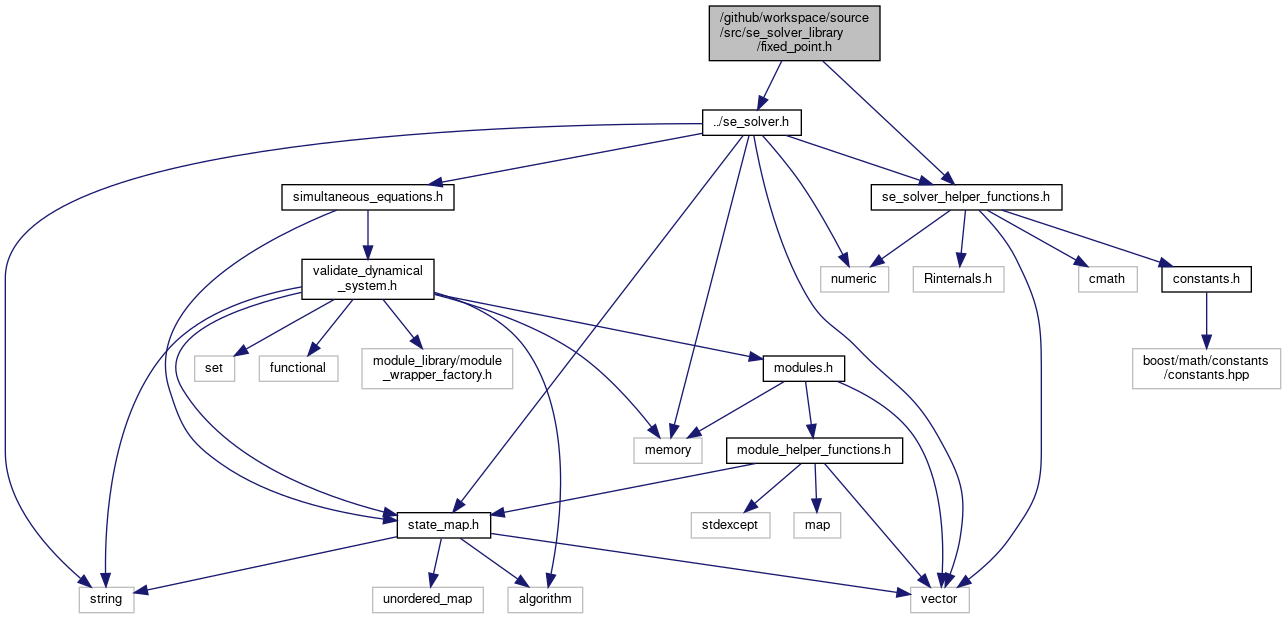 /github/workspace/source
/src/se_solver_library
/fixed_point.h
../se_solver.h
simultaneous_equations.h
se_solver_helper_functions.h
validate_dynamical
_system.h
numeric
Rinternals.h
cmath
constants.h
set
functional
module_library/module
_wrapper_factory.h
modules.h
boost/math/constants
/constants.hpp
memory
module_helper_functions.h
state_map.h
stdexcept
map
string
unordered_map
algorithm
vector